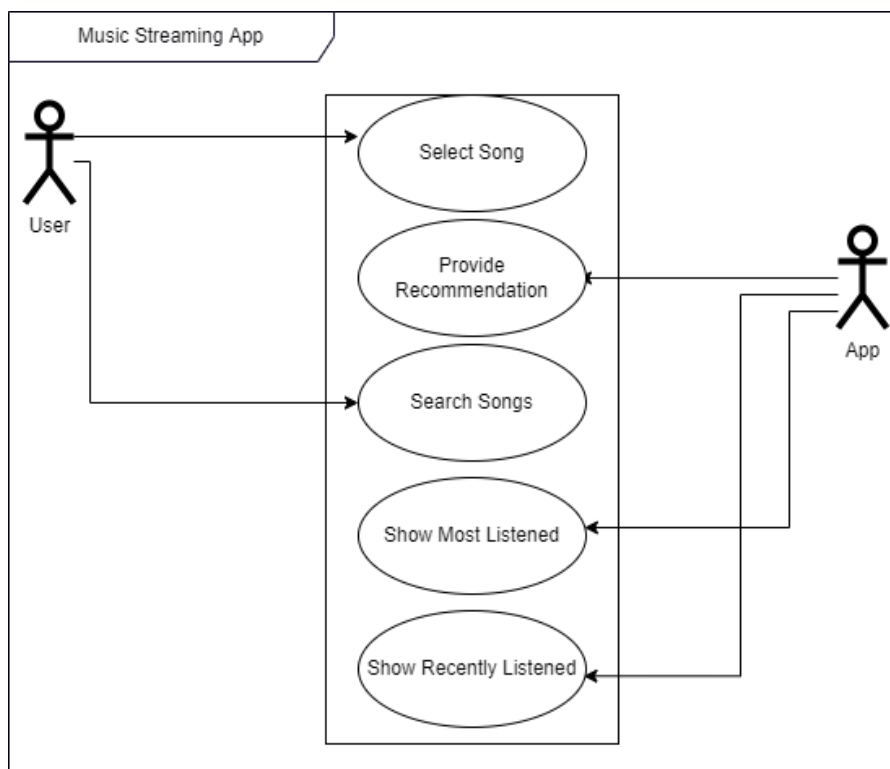 Music Streaming App
Select Song
User
Provide
Recommendation
App
Search Songs
Show Most Listened
Show Recently Listened